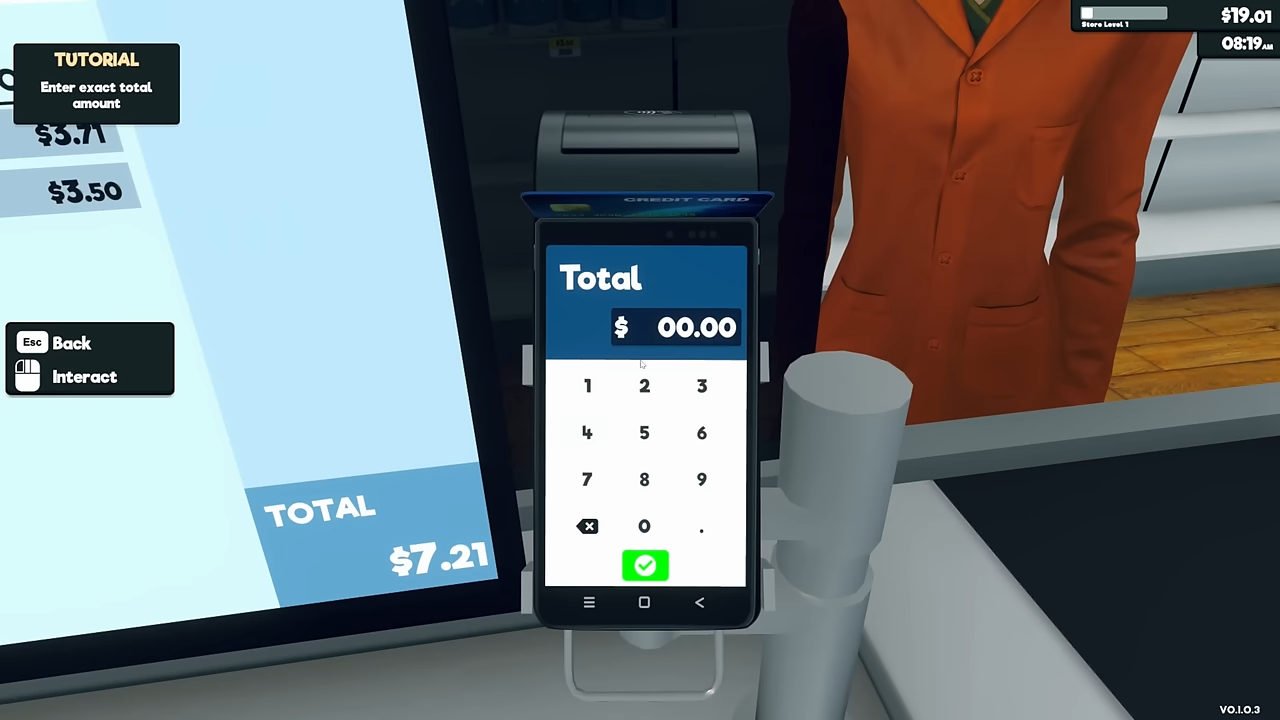 TUTORIAL
Enter exact total
amount
$3.71
$3.50
Esc Back
Interact
TOTAL
$7.21
CREDIT CARD
Total
$ 00.00
1 2 3
4 5 6
7 8 9
0 .
Store Level 1
$19.01
08:19AM
V0.1.0.3